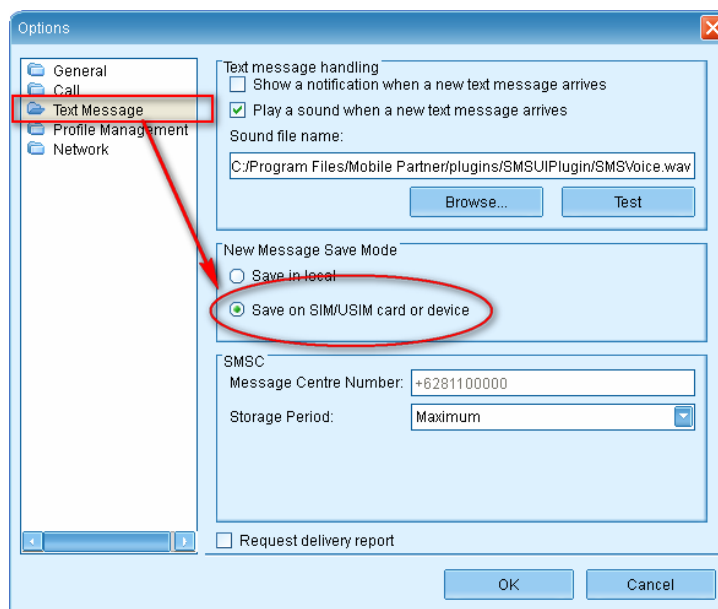 Options
General
Call
Text Message
Profile Management
Network
Text message handling
Show a notification when a new text message arrives
Play a sound when a new text message arrives
Sound file name:
C:/Program Files/Mobile Partner/plugins/SMSUIPlugin/SMSVoice.wav
Browse... Test
New Message Save Mode
Save in local
Save on SIM/USIM card or device
SMSC
Message Centre Number: +6281100000
Storage Period: Maximum
Request delivery report
OK Cancel